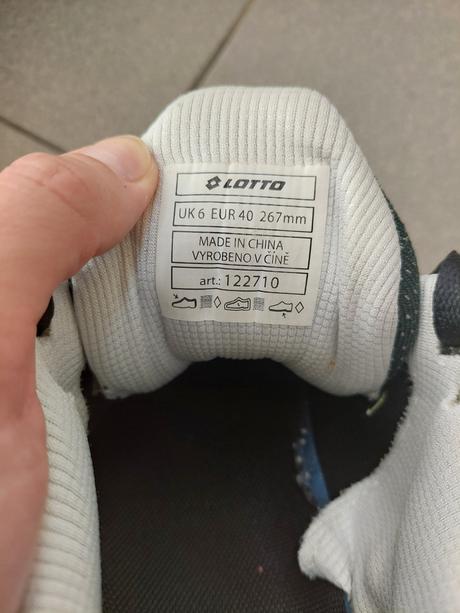 LOTTO
UK 6 EUR 40 267mm
MADE IN CHINA
VYROBENO V ČÍNĚ
art.: 122710